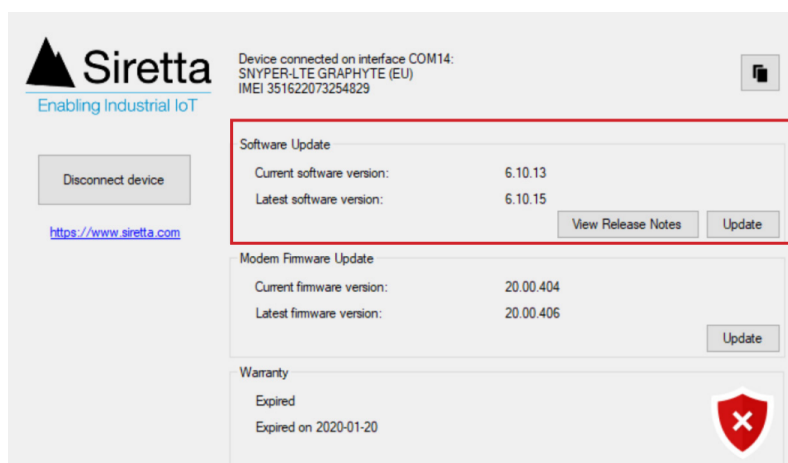 Siretta
Enabling Industrial IoT
Device connected on interface COM14:
SNYPER-LTE GRAPHYTE (EU)
IMEI 351622073254829
Disconnect device
https://www.siretta.com
Software Update
Current software version: 6.10.13
Latest software version: 6.10.15
View Release Notes Update
Modem Firmware Update
Current firmware version: 20.00.404
Latest firmware version: 20.00.406
Update
Warranty
Expired
Expired on 2020-01-20